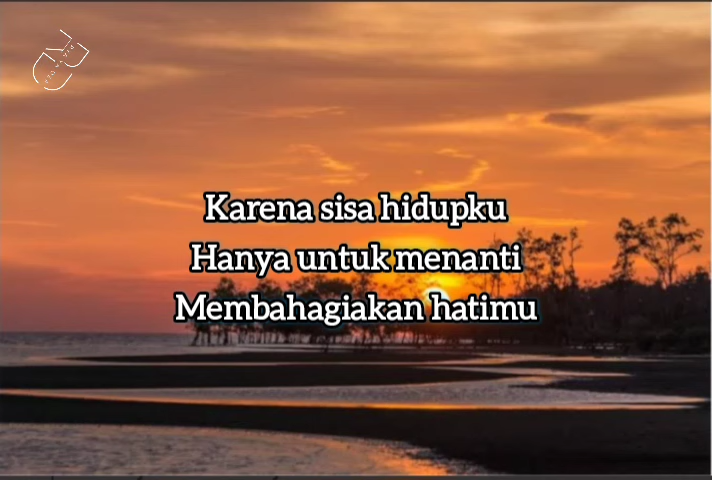 Karena sisa hidupku
Hanya untuk menanti
Membahagiakan hatimu